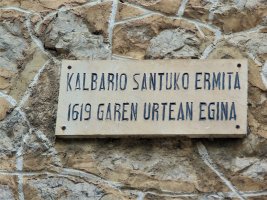 KALBARIO SANTUKO ERMITA
1619 GAREN URTEAN EGINA